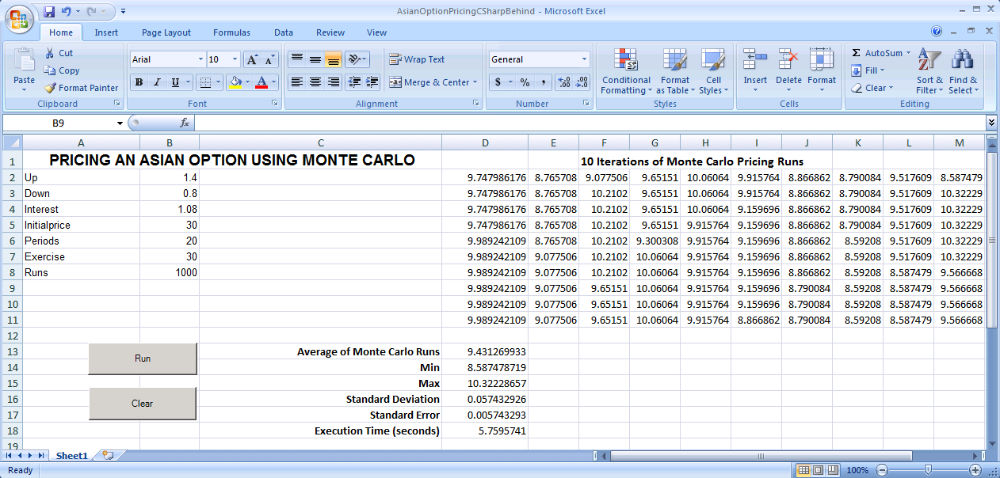 AsianOptionPricingCSharpBehind - Microsoft Excel
Home Insert Page Layout Formulas Data Review View
Paste Cut Copy Format Painter Clipboard
Arial 10 A A B I U A Font
Wrap Text Merge & Center Alignment
General $ % , .0 .00 .00 .0 Number
Conditional Formatting Format as Table Cell Styles Styles
Insert Delete Format Cells
Σ AutoSum Fill Clear Sort & Filter Find & Select Editing
B9 fx
A B C D E F G H I J K L M
1 PRICING AN ASIAN OPTION USING MONTE CARLO 10 Iterations of Monte Carlo Pricing Runs
2 Up 1.4 9.747986176 8.765708 9.077506 9.65151 10.06064 9.915764 8.866862 8.790084 9.517609 8.587479
3 Down 0.8 9.747986176 8.765708 10.2102 9.65151 10.06064 9.915764 8.866862 8.790084 9.517609 10.32229
4 Interest 1.08 9.747986176 8.765708 10.2102 9.65151 10.06064 9.159696 8.866862 8.790084 9.517609 10.32229
5 Initialprice 30 9.747986176 8.765708 10.2102 9.65151 9.915764 9.159696 8.866862 8.790084 9.517609 10.32229
6 Periods 20 9.989242109 8.765708 10.2102 9.300308 9.915764 9.159696 8.866862 8.59208 9.517609 10.32229
7 Exercise 30 9.989242109 9.077506 10.2102 10.06064 9.915764 9.159696 8.866862 8.59208 9.517609 10.32229
8 Runs 1000 9.989242109 9.077506 10.2102 10.06064 9.915764 9.159696 8.866862 8.59208 8.587479 9.566668
9 9.989242109 9.077506 9.65151 10.06064 9.915764 9.159696 8.790084 8.59208 8.587479 9.566668
10 9.989242109 9.077506 9.65151 10.06064 9.915764 9.159696 8.790084 8.59208 8.587479 9.566668
11 9.989242109 9.077506 9.65151 10.06064 9.915764 8.866862 8.790084 8.59208 8.587479 9.566668
12
13 Run Average of Monte Carlo Runs 9.431269933
14 Min 8.587478719
15 Max 10.32228657
16 Clear Standard Deviation 0.057432926
17 Standard Error 0.005743293
18 Execution Time (seconds) 5.7595741
19
Sheet1
Ready 100%